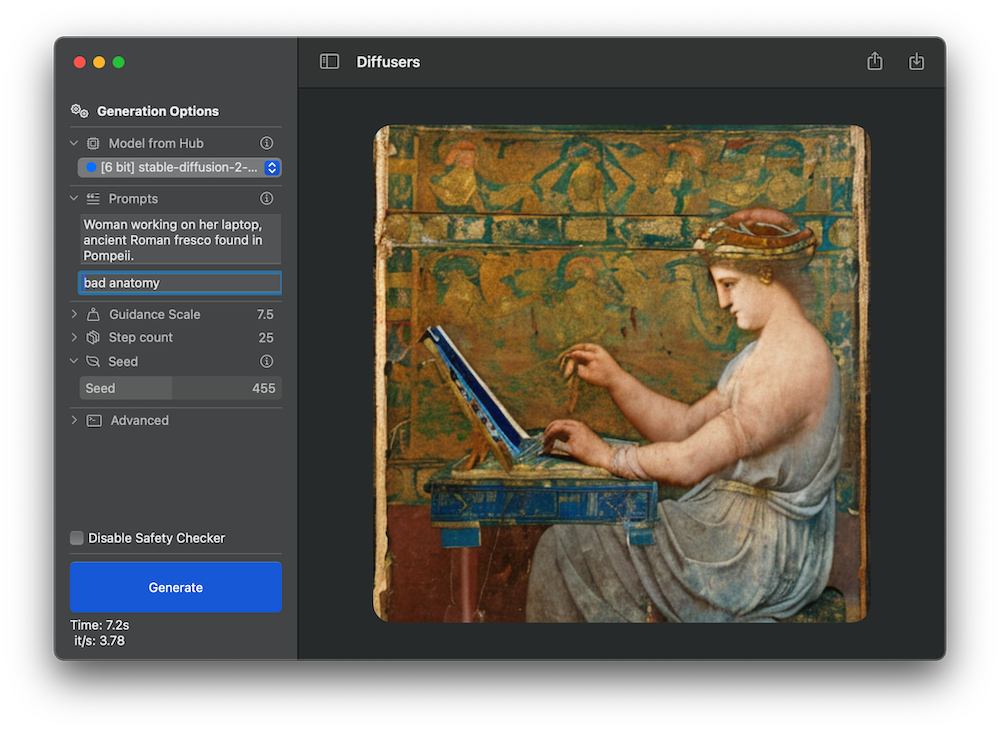 Diffusers
Generation Options
Model from Hub
[6 bit] stable-diffusion-2-...
Prompts
Woman working on her laptop,
ancient Roman fresco found in
Pompeii.
bad anatomy
Guidance Scale 7.5
Step count 25
Seed
Seed 455
Advanced
Disable Safety Checker
Generate
Time: 7.2s
it/s: 3.78